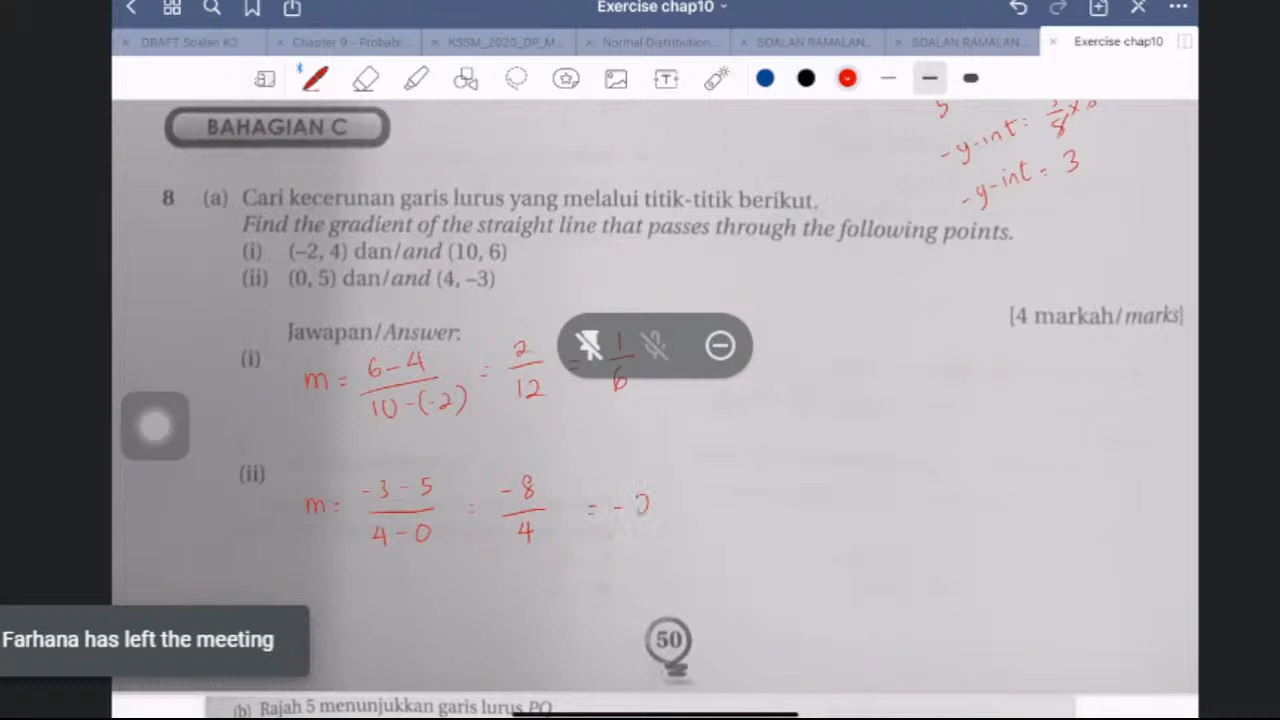 Exercise chap10
DRAFT Soalan K2
Chapter 9 - Probabi...
KSSM_2020_DP_M...
Normal Distribution...
SOALAN RAMALAN...
SOALAN RAMALAN...
Exercise chap10
BAHAGIAN C
-y-int =
-y-int = 3
8 (a) Cari kecerunan garis lurus yang melalui titik-titik berikut.
Find the gradient of the straight line that passes through the following points.
(i) (–2, 4) dan/and (10, 6)
(ii) (0, 5) dan/and (4, –3)
[4 markah/marks]
Jawapan/Answer:
(i) m = 6-4 / 10-(-2) = 2/12 = 1/6
(ii) m = -3-5 / 4-0 = -8/4 = -
Farhana has left the meeting
50
(b) Rajah 5 menunjukkan garis lurus PQ